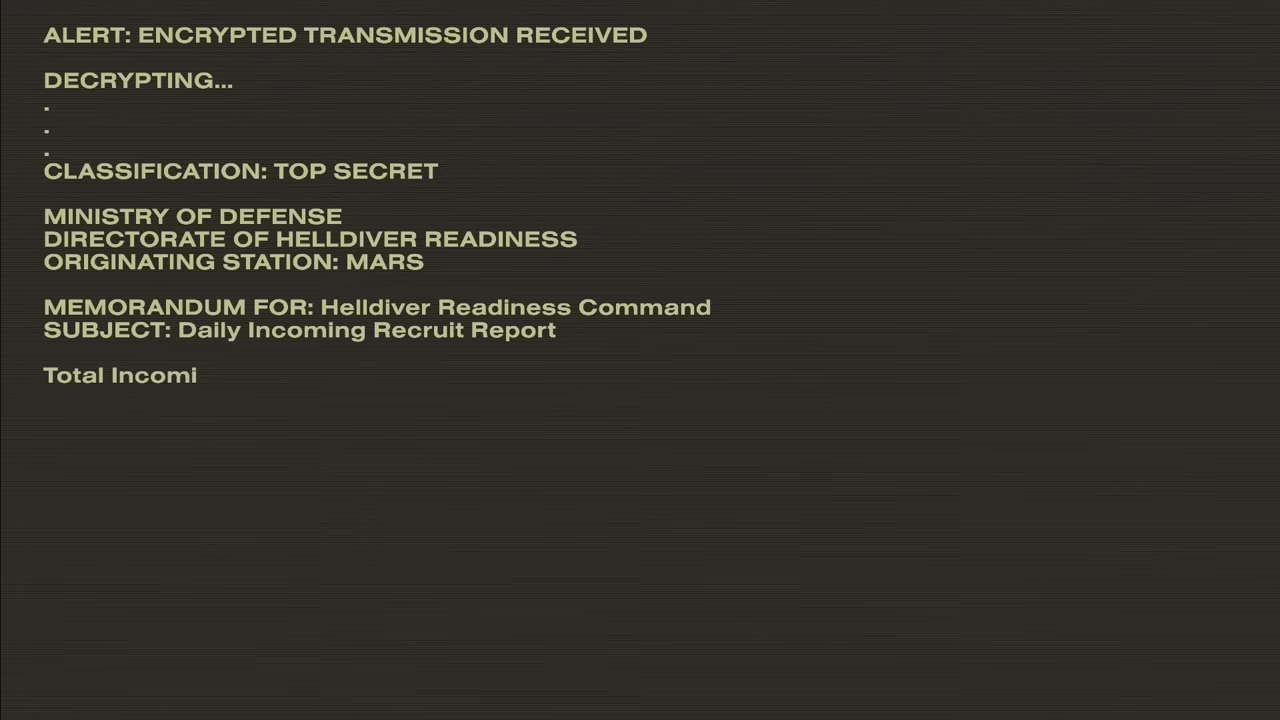 ALERT: ENCRYPTED TRANSMISSION RECEIVED
DECRYPTING...
.
.
.
CLASSIFICATION: TOP SECRET
MINISTRY OF DEFENSE
DIRECTORATE OF HELLDIVER READINESS
ORIGINATING STATION: MARS
MEMORANDUM FOR: Helldiver Readiness Command
SUBJECT: Daily Incoming Recruit Report
Total Incomi